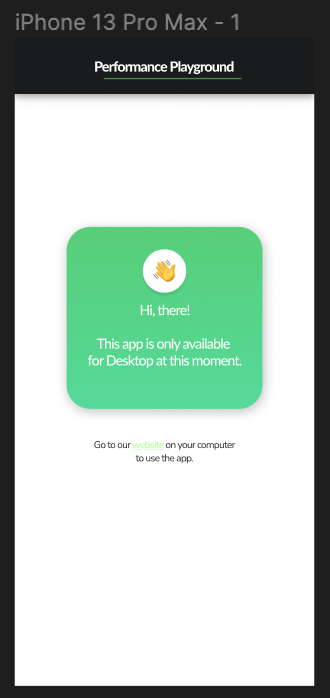 iPhone 13 Pro Max - 1
Performance Playground
Hi, there!
This app is only available
for Desktop at this moment.
Go to our website on your computer
to use the app.